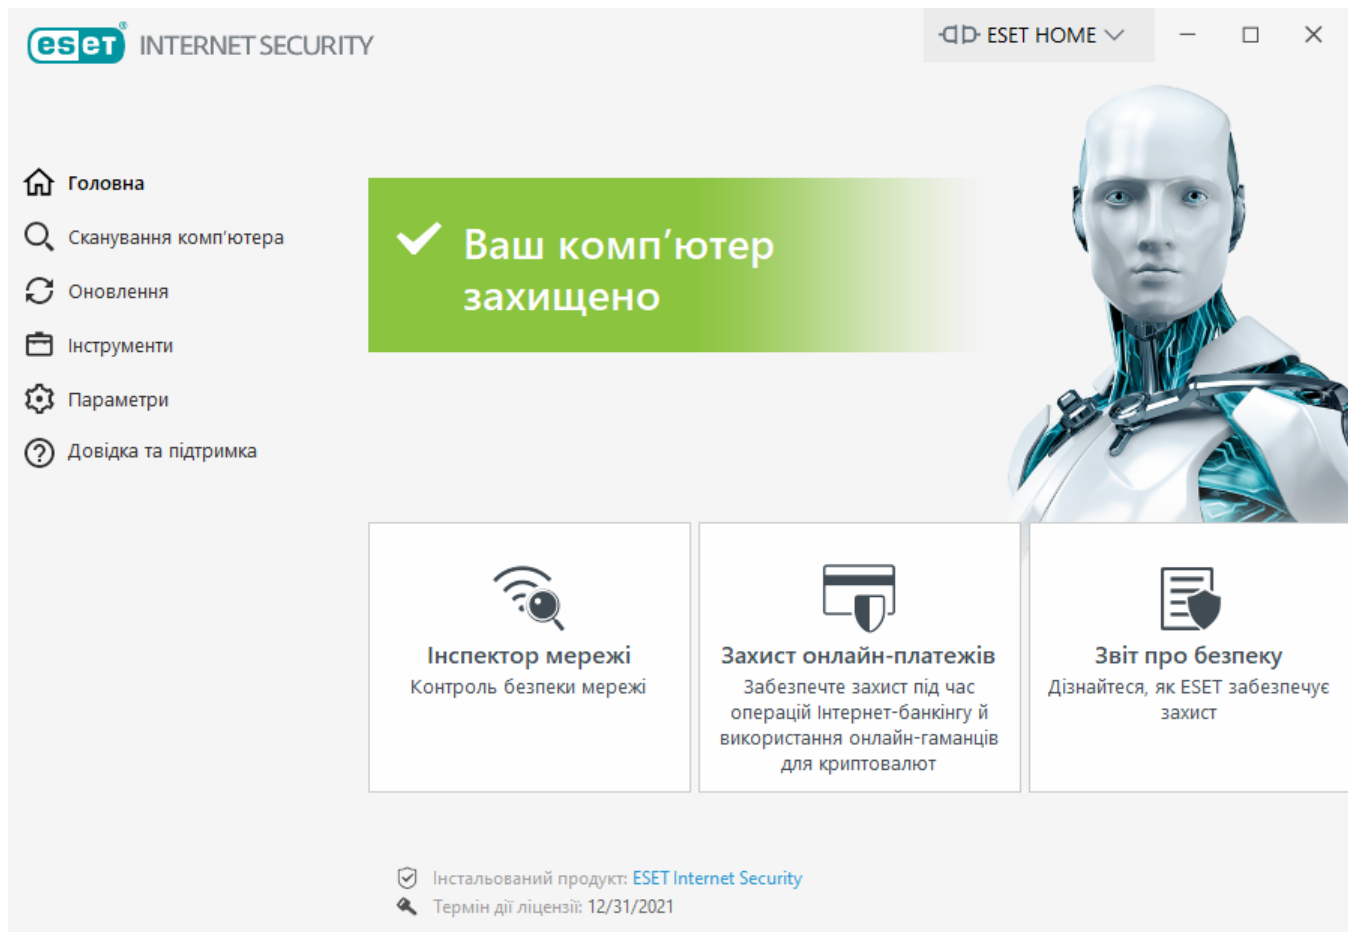 eset® INTERNET SECURITY
ESET HOME
Головна
Сканування комп'ютера
Оновлення
Інструменти
Параметри
Довідка та підтримка
Ваш комп'ютер
захищено
Інспектор мережі
Контроль безпеки мережі
Захист онлайн-платежів
Забезпечте захист під час
операцій Інтернет-банкінгу й
використання онлайн-гаманців
для криптовалют
Звіт про безпеку
Дізнайтеся, як ESET забезпечує
захист
Інстальований продукт: ESET Internet Security
Термін дії ліцензії: 12/31/2021